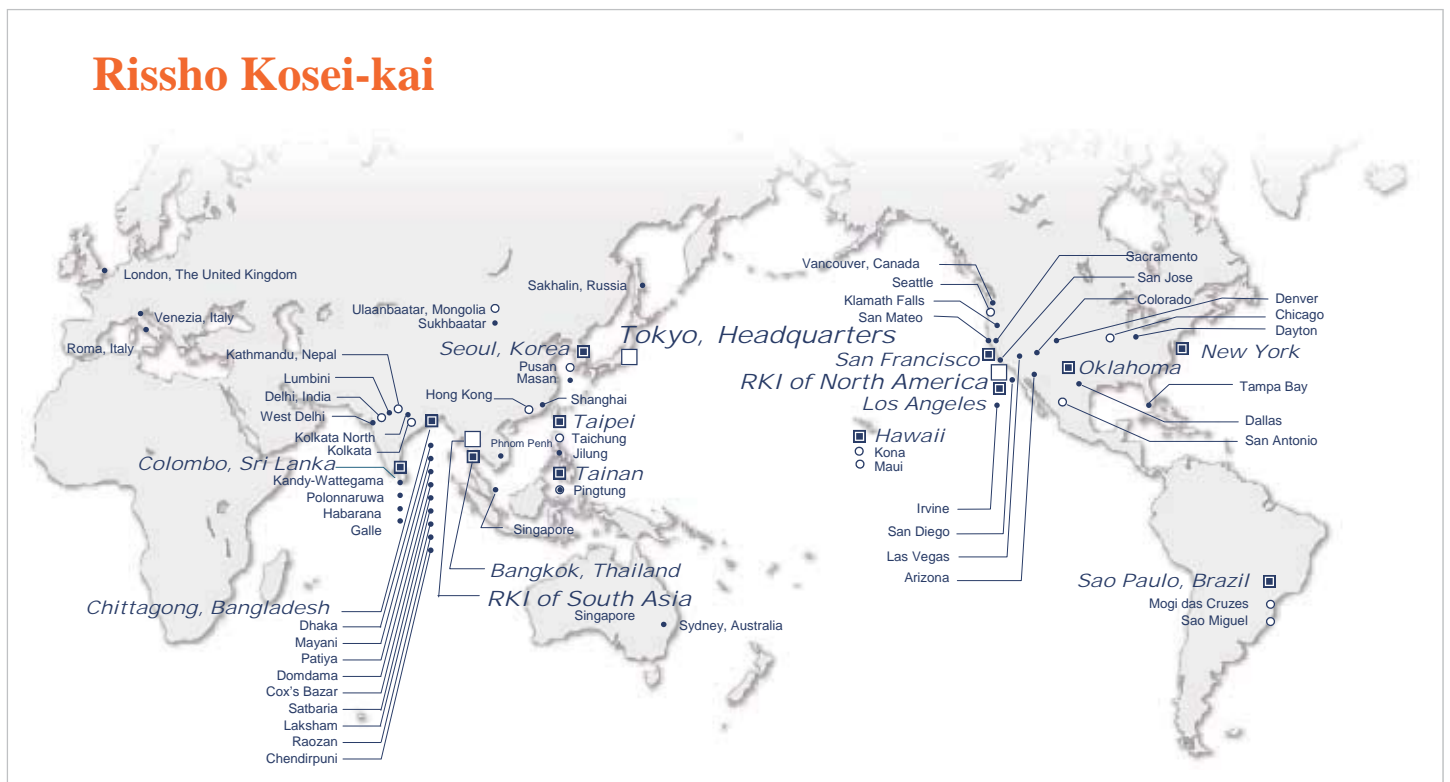 Rissho Kosei-kai
London, The United Kingdom
Venezia, Italy
Roma, Italy
Ulaanbaatar, Mongolia
Sukhbaatar
Sakhalin, Russia
Tokyo, Headquarters
Seoul, Korea
Pusan
Masan
Kathmandu, Nepal
Lumbini
Delhi, India
West Delhi
Kolkata North
Kolkata
Hong Kong
Shanghai
Taipei
Taichung
Jilung
Tainan
Pingtung
Phnom Penh
Colombo, Sri Lanka
Kandy-Wattegama
Polonnaruwa
Habarana
Galle
Singapore
Bangkok, Thailand
RKI of South Asia
Singapore
Sydney, Australia
Chittagong, Bangladesh
Dhaka
Mayani
Patiya
Domdama
Cox's Bazar
Satbaria
Laksham
Raozan
Chendirpuni
Vancouver, Canada
Seattle
Klamath Falls
San Mateo
San Francisco
RKI of North America
Los Angeles
Hawaii
Kona
Maui
Irvine
San Diego
Las Vegas
Arizona
Sacramento
San Jose
Colorado
Denver
Chicago
Dayton
New York
Oklahoma
Tampa Bay
Dallas
San Antonio
Sao Paulo, Brazil
Mogi das Cruzes
Sao Miguel